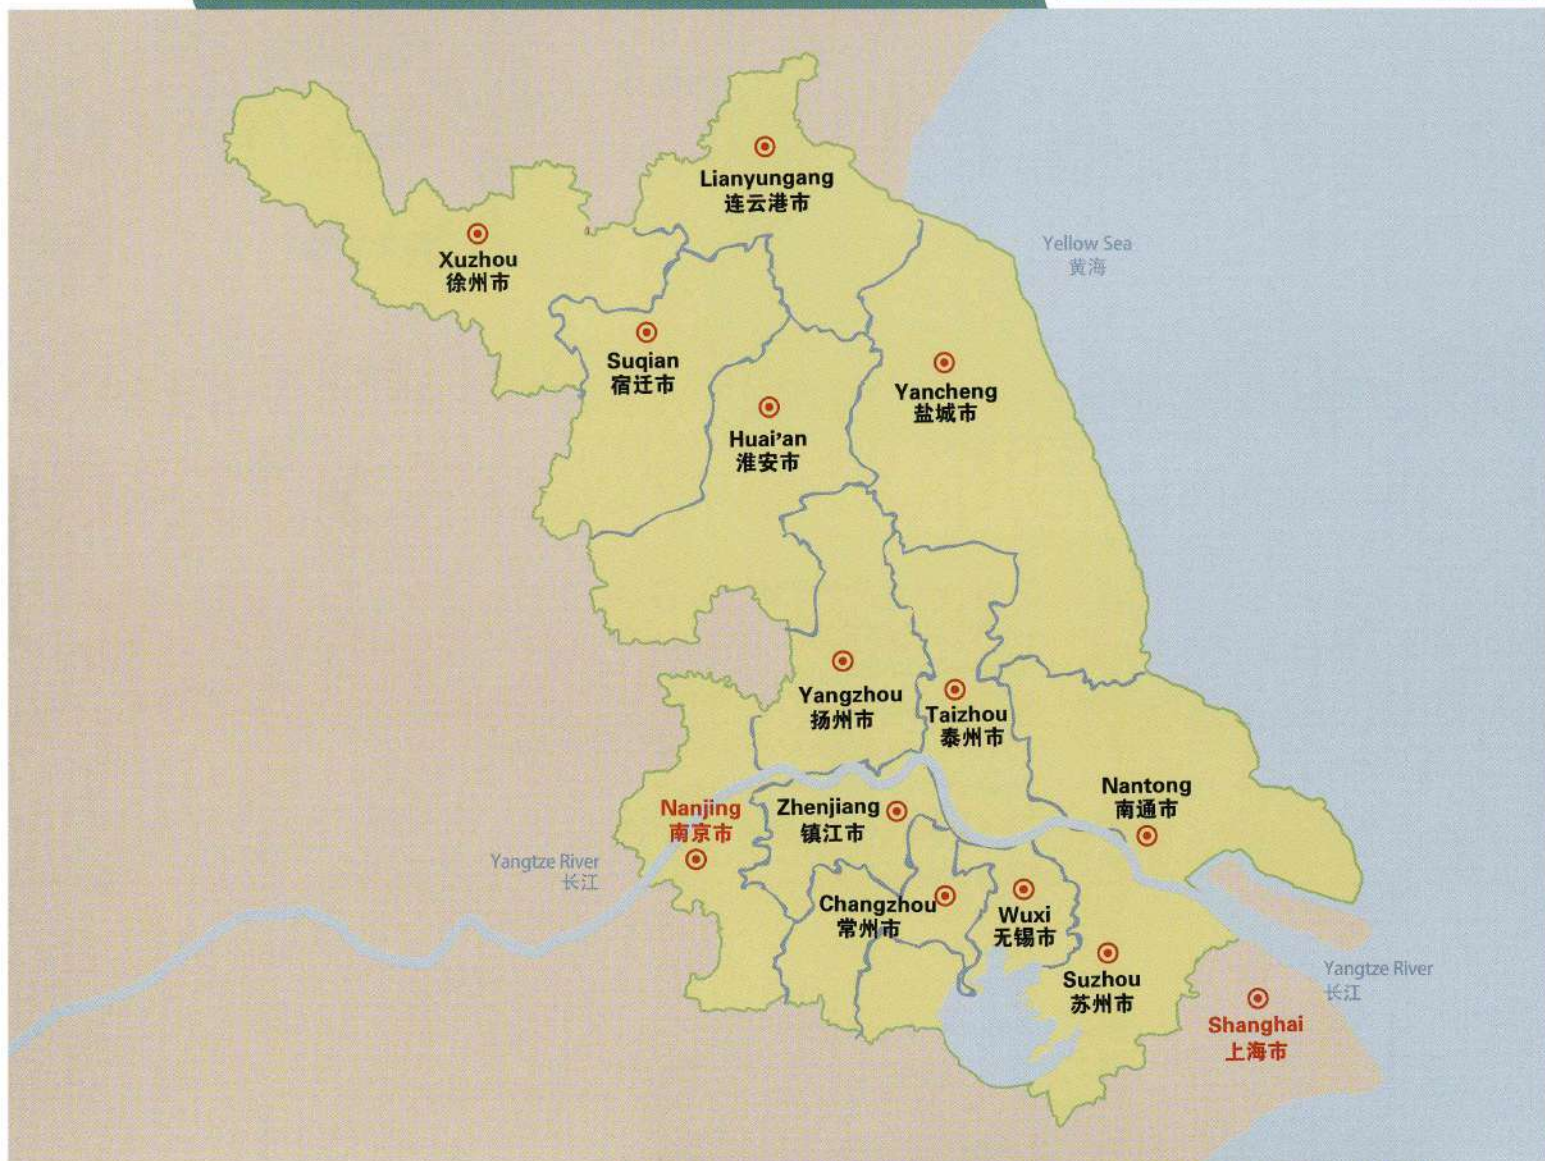 Lianyungang
连云港市
Xuzhou
徐州市
Yellow Sea
黄海
Suqian
宿迁市
Yancheng
盐城市
Huai'an
淮安市
Yangzhou
扬州市
Taizhou
泰州市
Nantong
南通市
Nanjing
南京市
Zhenjiang
镇江市
Yangtze River
长江
Changzhou
常州市
Wuxi
无锡市
Suzhou
苏州市
Yangtze River
长江
Shanghai
上海市